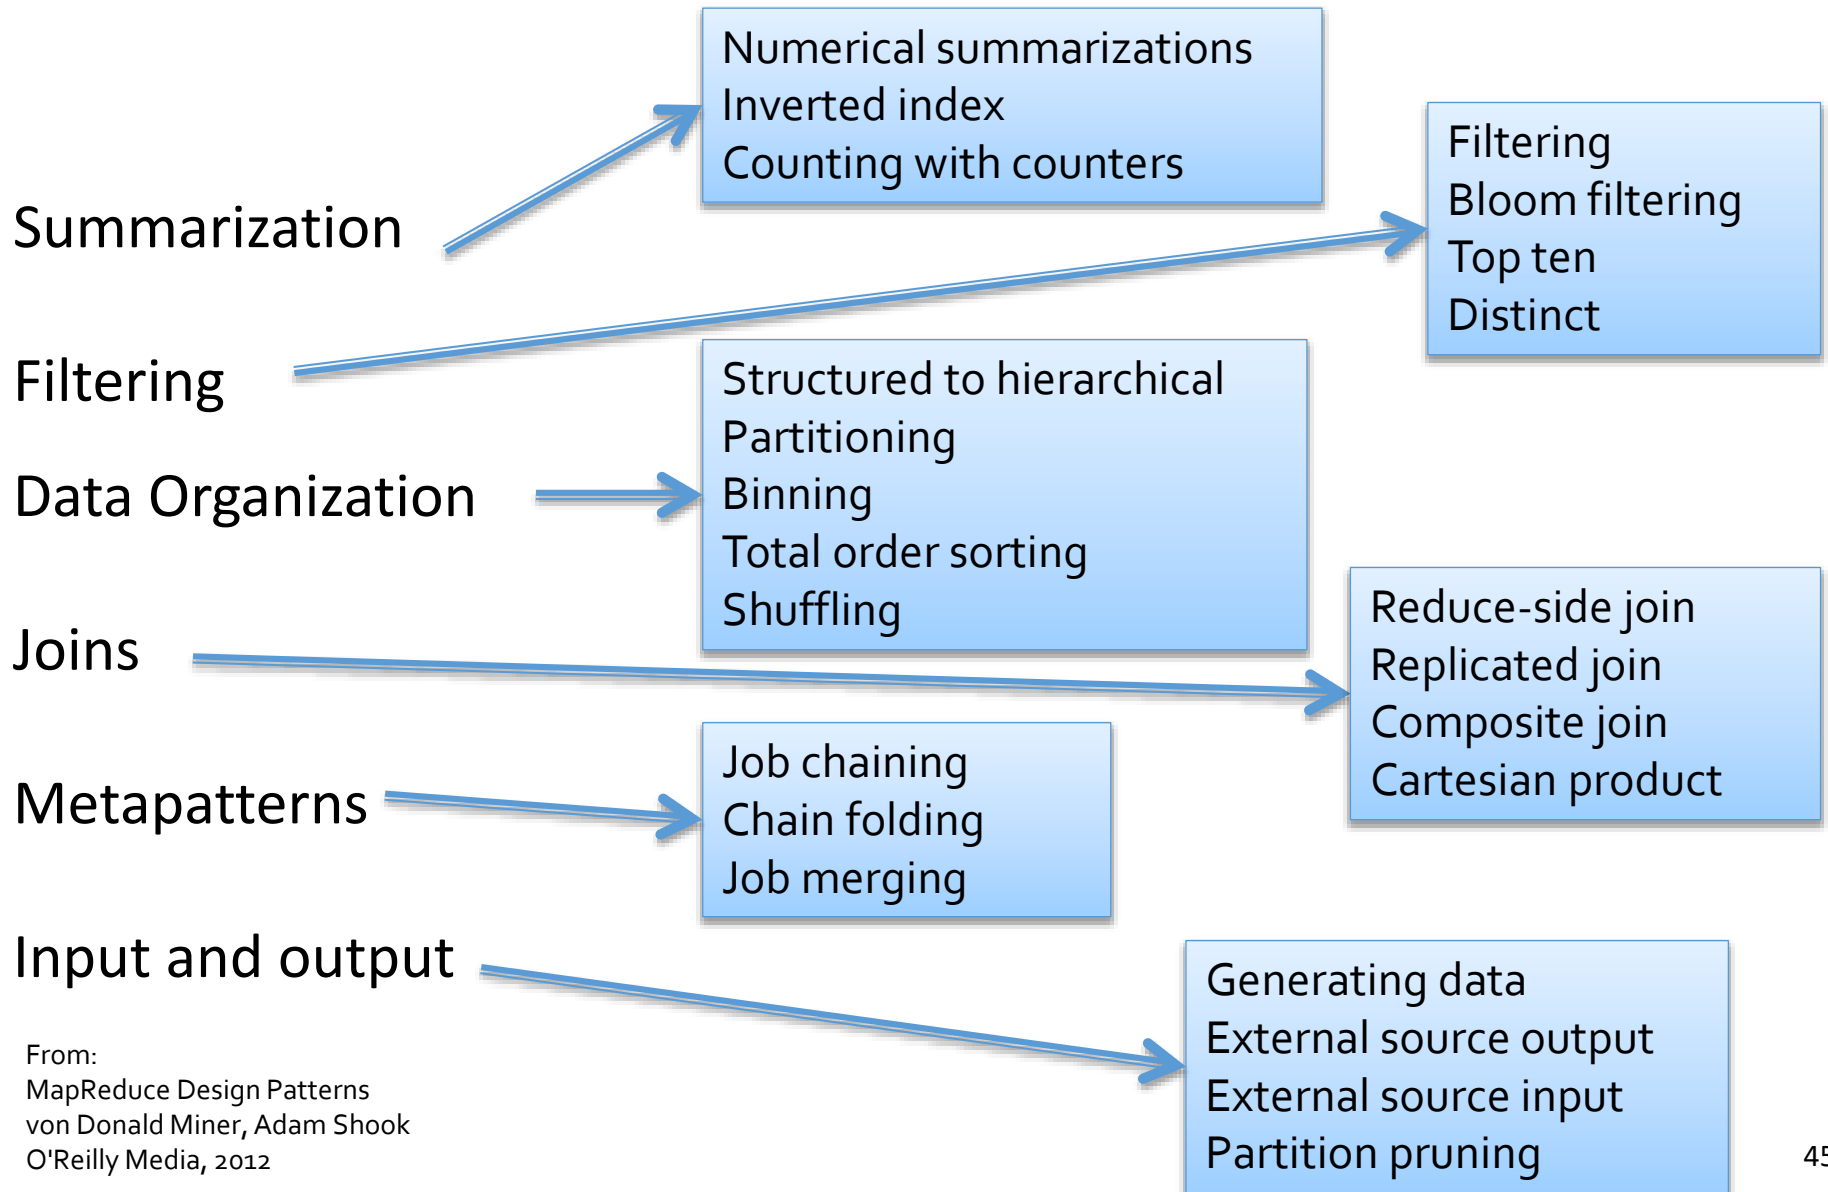 Summarization
Numerical summarizations
Inverted index
Counting with counters
Filtering
Filtering
Bloom filtering
Top ten
Distinct
Data Organization
Structured to hierarchical
Partitioning
Binning
Total order sorting
Shuffling
Joins
Reduce-side join
Replicated join
Composite join
Cartesian product
Metapatterns
Job chaining
Chain folding
Job merging
Input and output
Generating data
External source output
External source input
Partition pruning
From:
MapReduce Design Patterns
von Donald Miner, Adam Shook
O'Reilly Media, 2012
45